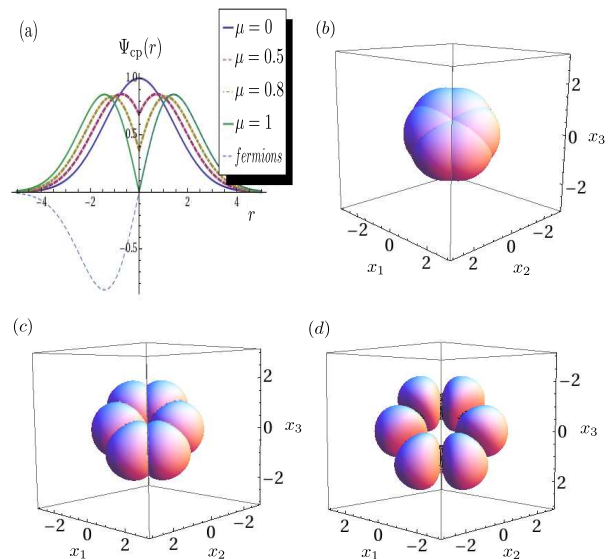 (a)
Ψcp(r)
1.0
0.5
-0.5
-4
-2
2
4
r
μ = 0
μ = 0.5
μ = 0.8
μ = 1
fermions
(b)
2
0
-2
x3
-2
0
2
x1
2
0
-2
x2
(c)
2
0
-2
x3
-2
0
2
x1
2
0
-2
x2
(d)
-2
0
2
x3
2
0
-2
x1
-2
0
2
x2